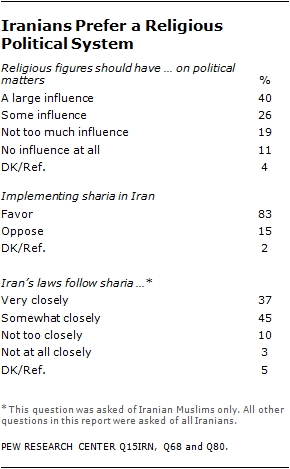 Iranians Prefer a Religious
Political System
Religious figures should have … on political
matters %
A large influence 40
Some influence 26
Not too much influence 19
No influence at all 11
DK/Ref. 4
Implementing sharia in Iran
Favor 83
Oppose 15
DK/Ref. 2
Iran's laws follow sharia …*
Very closely 37
Somewhat closely 45
Not too closely 10
Not at all closely 3
DK/Ref. 5
* This question was asked of Iranian Muslims only. All other
questions in this report were asked of all Iranians.
PEW RESEARCH CENTER Q15IRN, Q68 and Q80.